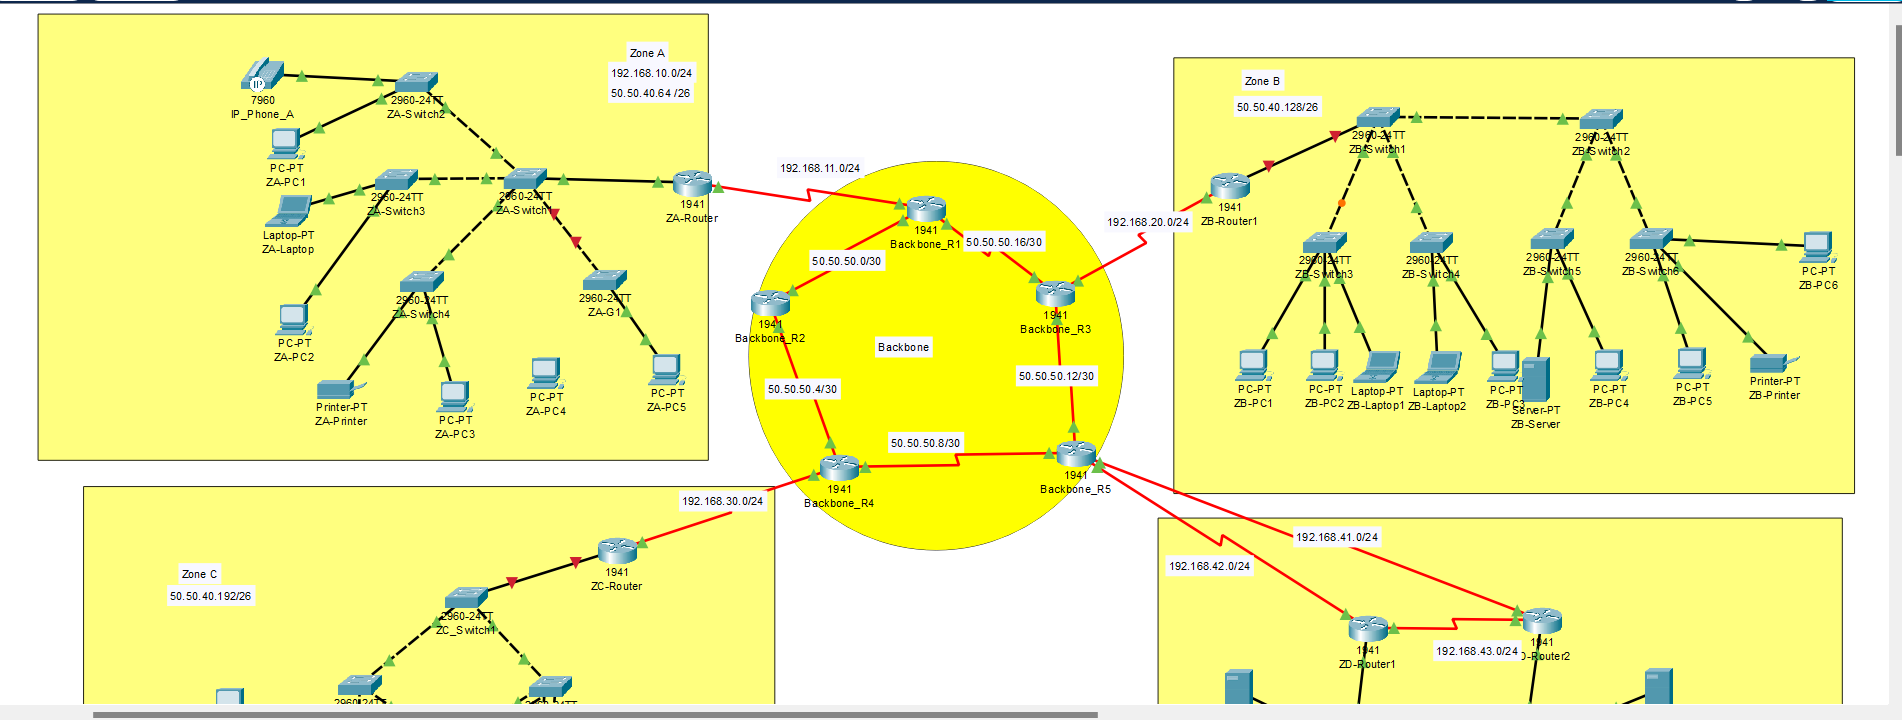 Zone A
192.168.10.0/24
50.50.40.64 /26
IP
7960
IP_Phone_A
2960-24TT
ZA-Switch2
PC-PT
ZA-PC1
2960-24TT
ZA-Switch3
2960-24TT
ZA-Switch
1941
ZA-Router
Laptop-PT
ZA-Laptop
2960-24TT
ZA-Switch4
2960-24TT
ZA-G1
PC-PT
ZA-PC2
Printer-PT
ZA-Printer
PC-PT
ZA-PC3
PC-PT
ZA-PC4
PC-PT
ZA-PC5
192.168.11.0/24
1941
Backbone_R1
50.50.50.0/30
50.50.50.16/30
1941
Backbone_R2
1941
Backbone_R3
Backbone
50.50.50.4/30
50.50.50.12/30
50.50.50.8/30
1941
Backbone_R4
1941
Backbone_R5
192.168.20.0/24
Zone B
50.50.40.128/26
2960-24TT
ZB-Switch1
2960-24TT
ZB-Switch2
1941
ZB-Router1
2960-24TT
ZB-Switch3
2960-24TT
ZB-Switch4
2960-24TT
ZB-Switch5
2960-24TT
ZB-Switch6
PC-PT
ZB-PC6
PC-PT
ZB-PC1
PC-PT
ZB-PC2
Laptop-PT
ZB-Laptop1
Laptop-PT
ZB-Laptop2
PC-PT
ZB-PC3
Server-PT
ZB-Server
PC-PT
ZB-PC4
PC-PT
ZB-PC5
Printer-PT
ZB-Printer
192.168.30.0/24
Zone C
50.50.40.192/26
1941
ZC-Router
2960-24TT
ZC_Switch1
2960-24TT
2960-24TT
192.168.41.0/24
192.168.42.0/24
192.168.43.0/24
1941
ZD-Router1
1941
D-Router2